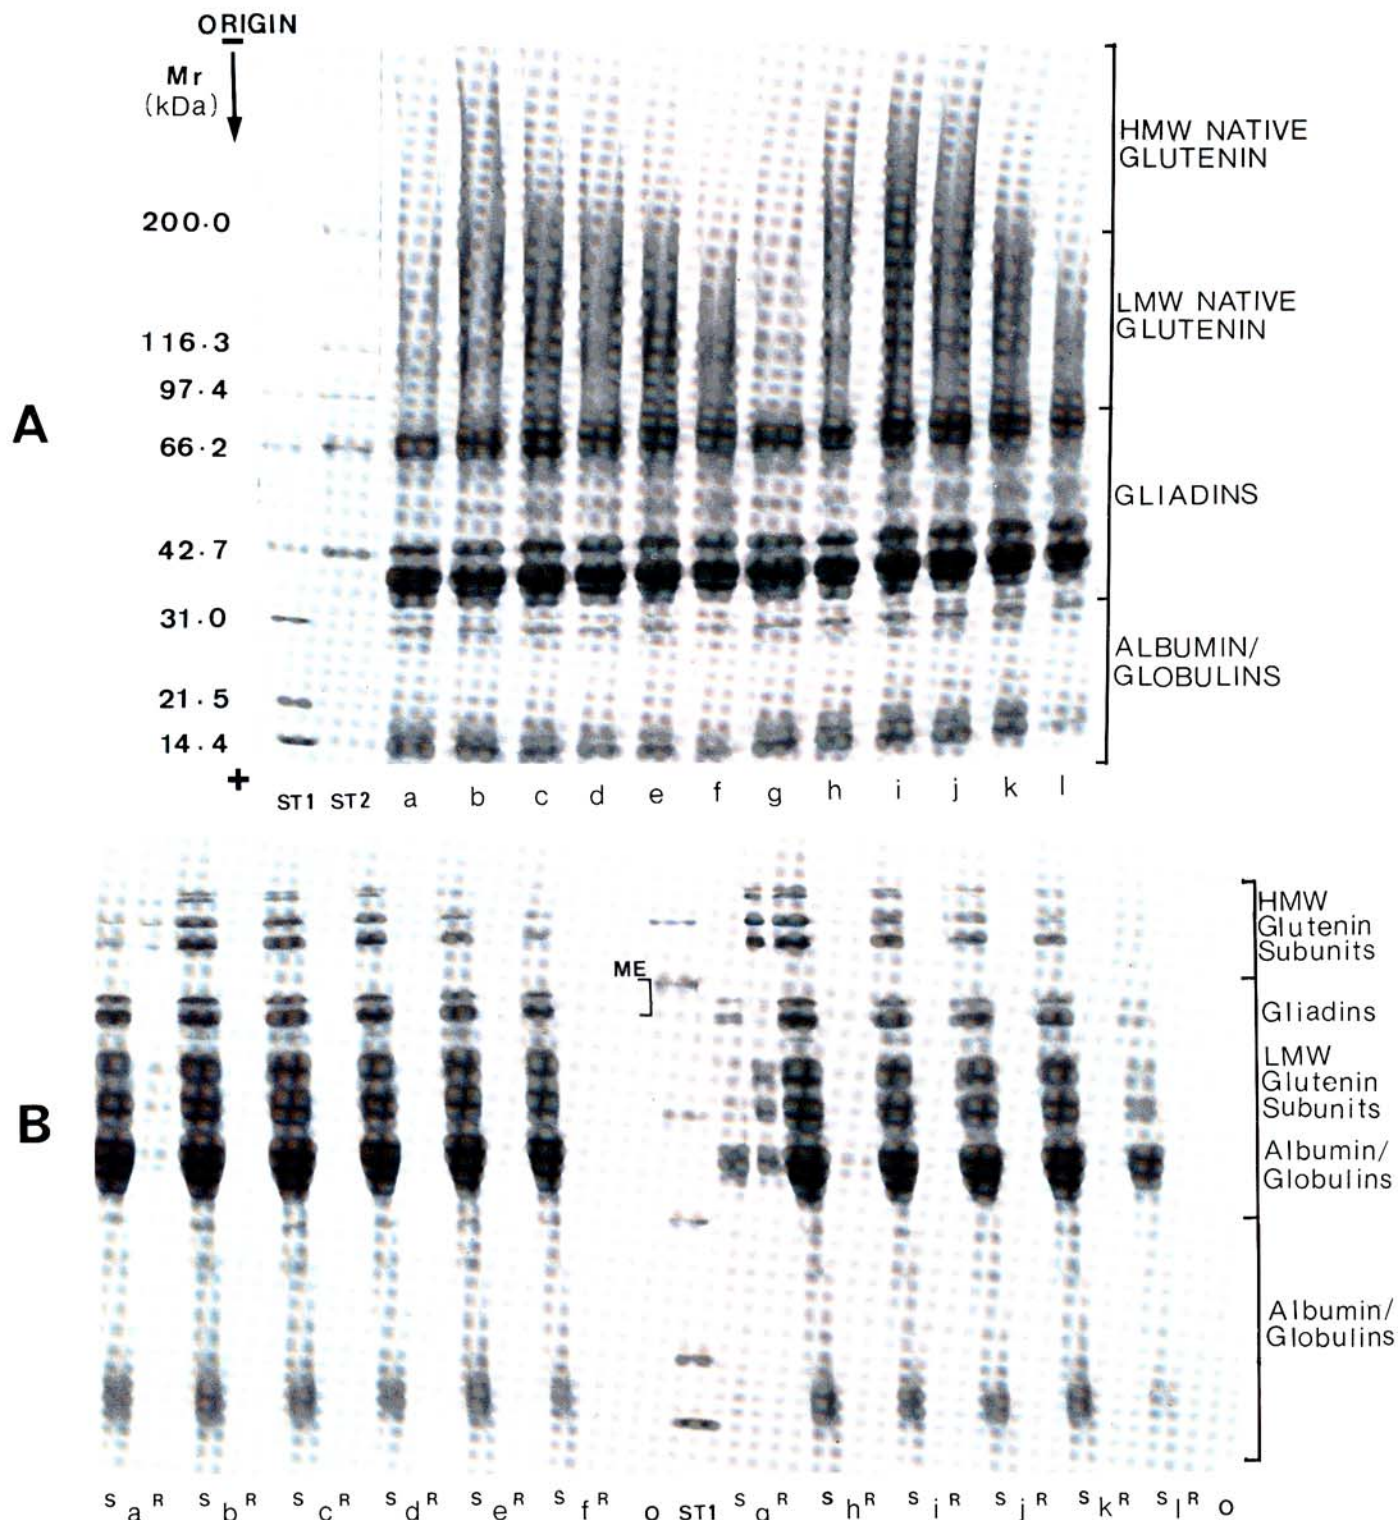 ORIGIN
Mr
(kDa)
HMW NATIVE
GLUTENIN
200.0
LMW NATIVE
GLUTENIN
116.3
97.4
A
66.2
GLIADINS
42.7
31.0
ALBUMIN/
GLOBULINS
21.5
14.4
+
ST1 ST2 a b c d e f g h i j k l
HMW
Glutenin
Subunits
ME
Gliadins
LMW
Glutenin
Subunits
B
Albumin/
Globulins
Albumin/
Globulins
S a R S b R S c R S d R S e R S f R o ST1 S g R S h R S i R S j R S k R S l R o